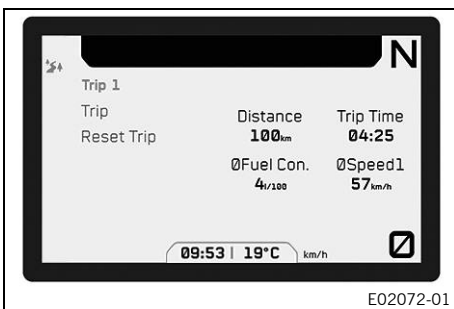 N
Trip 1
Trip
Reset Trip
Distance
100km
Trip Time
04:25
ØFuel Con.
4l/100
ØSpeed1
57km/h
09:53 | 19°C km/h
0
E02072-01